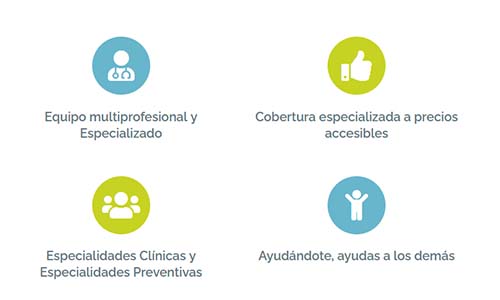 Equipo multiprofesional y
Especializado
Cobertura especializada a precios
accesibles
Especialidades Clínicas y
Especialidades Preventivas
Ayudándote, ayudas a los demás